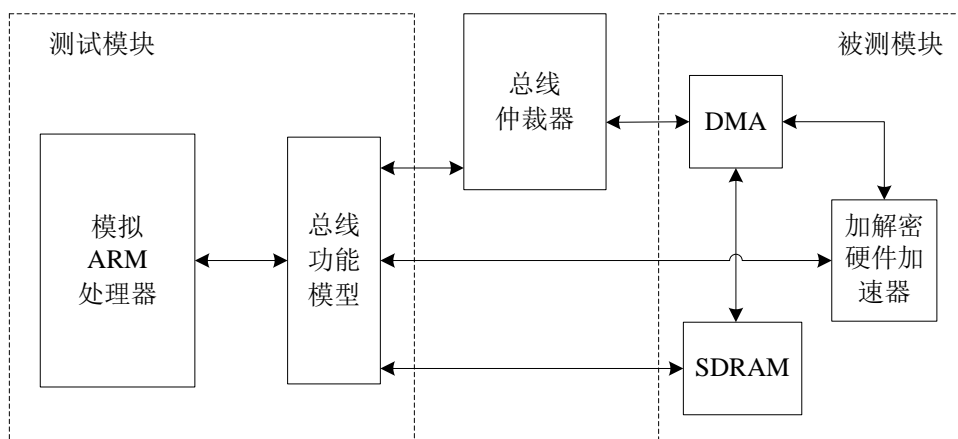 测试模块
被测模块
总线
仲裁器
DMA
模拟
ARM
处理器
总线
功能
模型
加解密
硬件加
速器
SDRAM